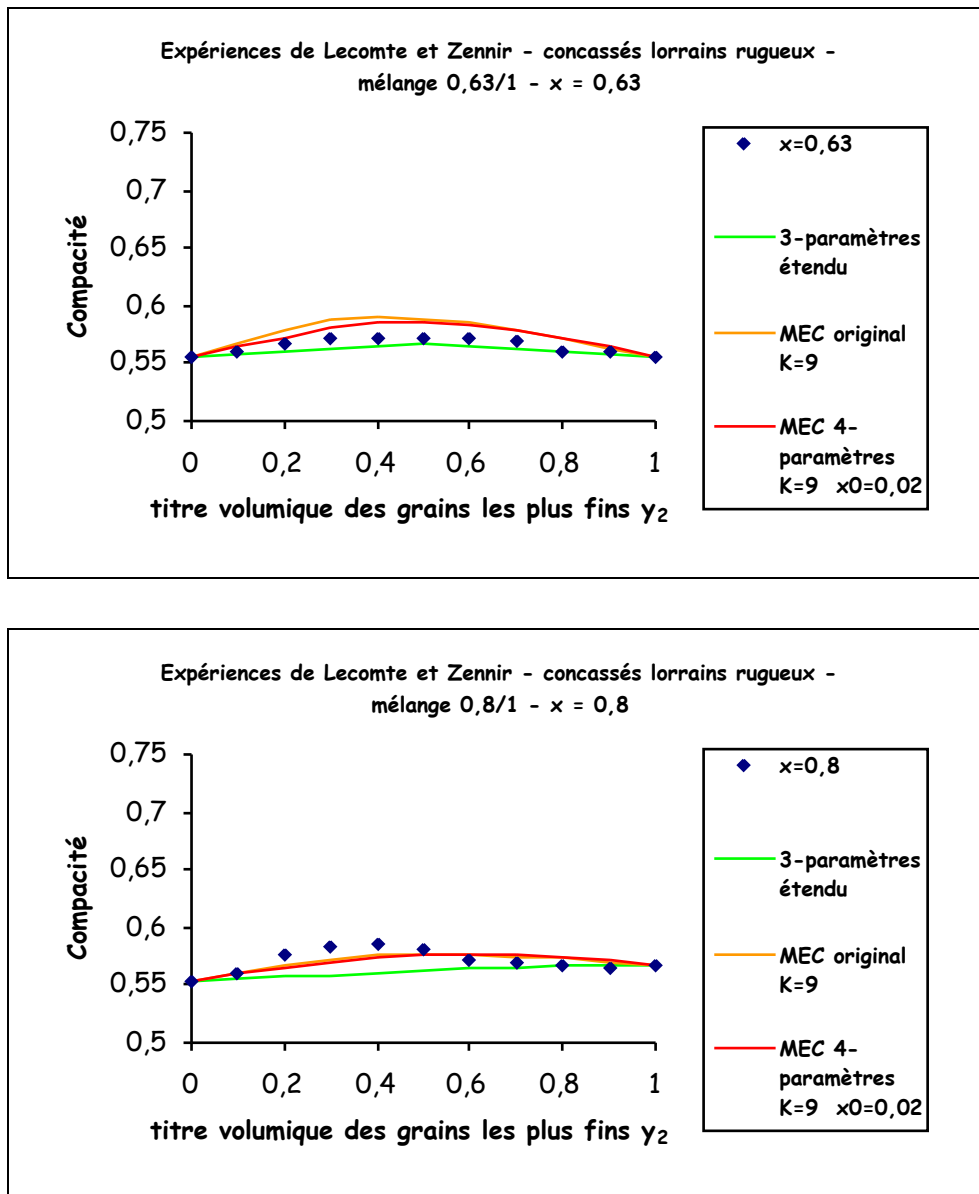 Expériences de Lecomte et Zennir - concassés lorrains rugueux -
mélange 0,63/1 - x = 0,63
0,75
0,7
0,65
0,6
0,55
0,5
Compacité
0 0,2 0,4 0,6 0,8 1
titre volumique des grains les plus fins y₂
x=0,63
3-paramètres
étendu
MEC original
K=9
MEC 4-
paramètres
K=9 x0=0,02
Expériences de Lecomte et Zennir - concassés lorrains rugueux -
mélange 0,8/1 - x = 0,8
0,75
0,7
0,65
0,6
0,55
0,5
Compacité
0 0,2 0,4 0,6 0,8 1
titre volumique des grains les plus fins y₂
x=0,8
3-paramètres
étendu
MEC original
K=9
MEC 4-
paramètres
K=9 x0=0,02